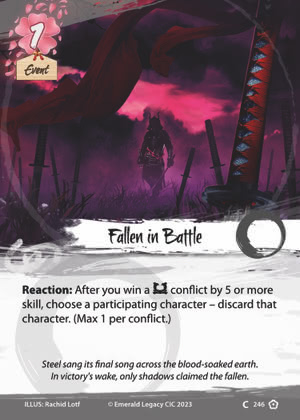 1
Event
Fallen in Battle
Reaction: After you win a conflict by 5 or more
skill, choose a participating character – discard that
character. (Max 1 per conflict.)
Steel sang its final song across the blood-soaked earth.
In victory's wake, only shadows claimed the fallen.
ILLUS: Rachid Lotf © Emerald Legacy CIC 2023 C 246